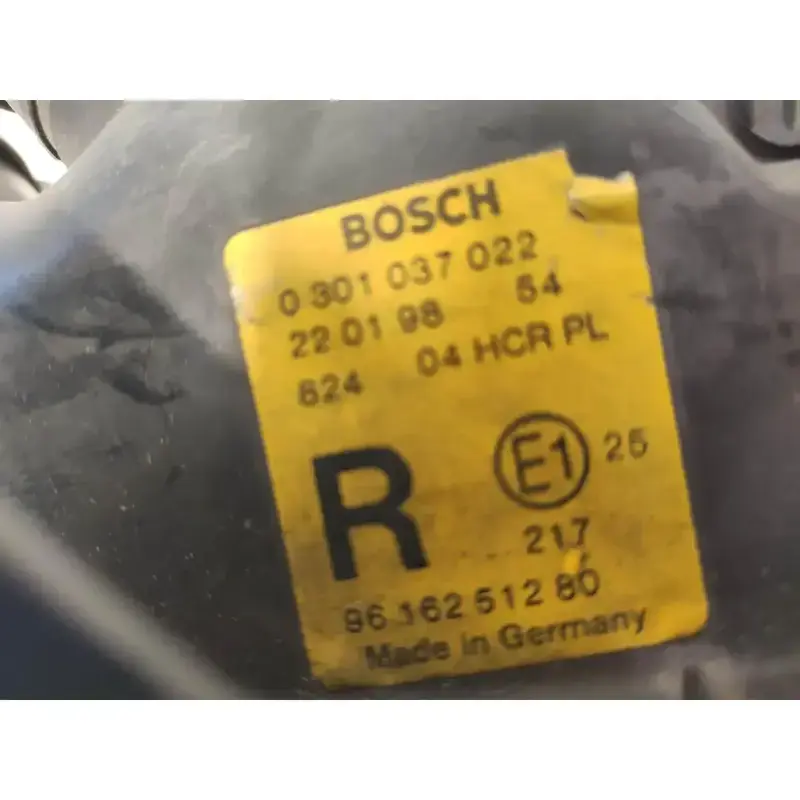 BOSCH
0 301 037 022
22 01 98 54
824 04 HCR PL
R E1 25
217
96 162 512 80
Made in Germany